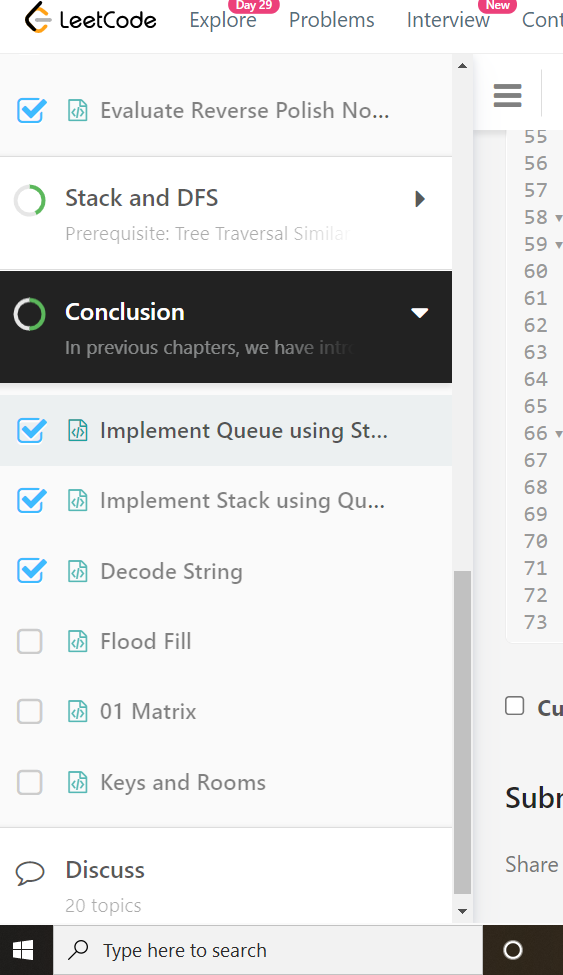 Day 29
New
LeetCode
Explore
Problems
Interview
Cont
Evaluate Reverse Polish No...
Stack and DFS
Prerequisite: Tree Traversal Similar
Conclusion
In previous chapters, we have intro
Implement Queue using St...
Implement Stack using Qu...
Decode String
Flood Fill
01 Matrix
Keys and Rooms
Discuss
20 topics
55
56
57
58
59
60
61
62
63
64
65
66
67
68
69
70
71
72
73
Cu
Subm
Share
Type here to search